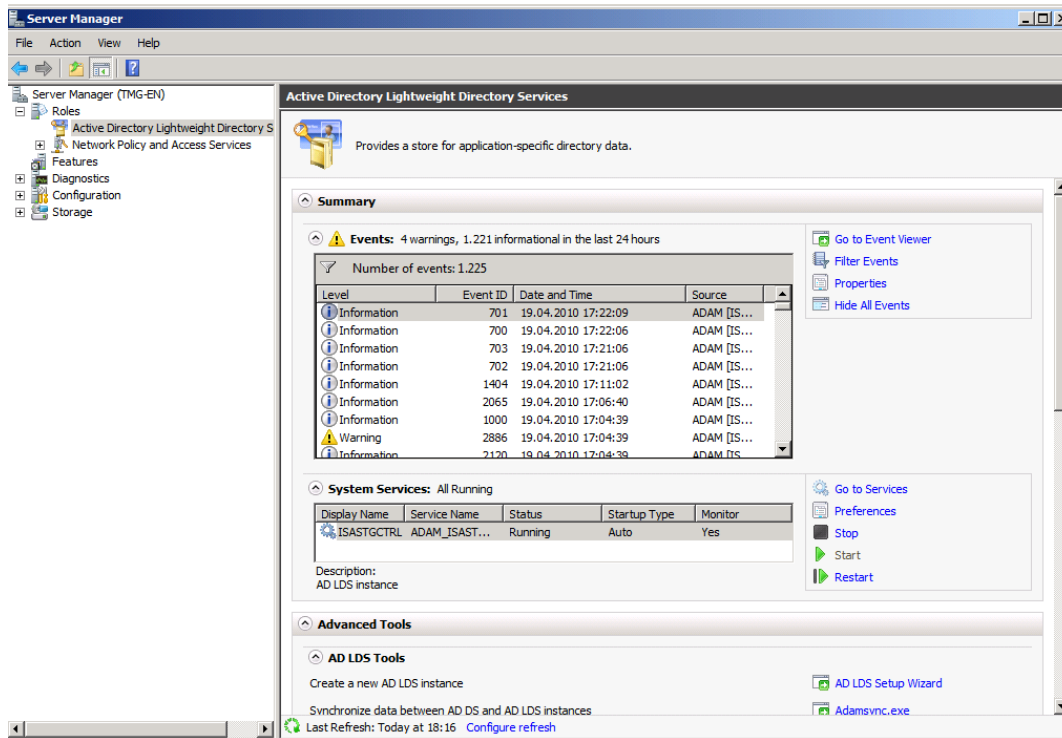 Server Manager
File Action View Help
Server Manager (TMG-EN)
Roles
Active Directory Lightweight Directory S
Network Policy and Access Services
Features
Diagnostics
Configuration
Storage
Active Directory Lightweight Directory Services
Provides a store for application-specific directory data.
Summary
Events: 4 warnings, 1.221 informational in the last 24 hours
Number of events: 1.225
Level Event ID Date and Time Source
Information 701 19.04.2010 17:22:09 ADAM [IS...
Information 700 19.04.2010 17:22:06 ADAM [IS...
Information 703 19.04.2010 17:21:06 ADAM [IS...
Information 702 19.04.2010 17:21:06 ADAM [IS...
Information 1404 19.04.2010 17:11:02 ADAM [IS...
Information 2065 19.04.2010 17:06:40 ADAM [IS...
Information 1000 19.04.2010 17:04:39 ADAM [IS...
Warning 2886 19.04.2010 17:04:39 ADAM [IS...
Information 2120 19.04.2010 17:04:39 ADAM [IS...
Go to Event Viewer
Filter Events
Properties
Hide All Events
System Services: All Running
Display Name Service Name Status Startup Type Monitor
ISASTGCTRL ADAM_ISAST... Running Auto Yes
Description:
AD LDS instance
Go to Services
Preferences
Stop
Start
Restart
Advanced Tools
AD LDS Tools
Create a new AD LDS instance AD LDS Setup Wizard
Synchronize data between AD DS and AD LDS instances Adamsync.exe
Last Refresh: Today at 18:16 Configure refresh